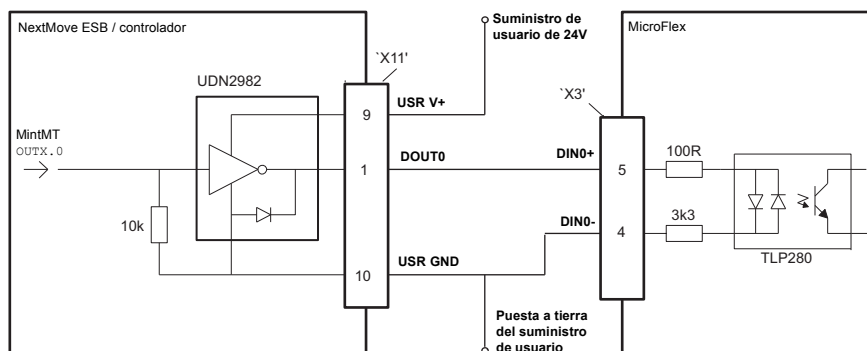 NextMove ESB / controlador
Suministro de
usuario de 24V
MicroFlex
`X11'
UDN2982
`X3'
USR V+
9
MintMT
OUTX.0
DOUT0
DIN0+
100R
1
5
10k
DIN0-
3k3
4
USR GND
10
TLP280
Puesta a tierra
del suministro
de usuario